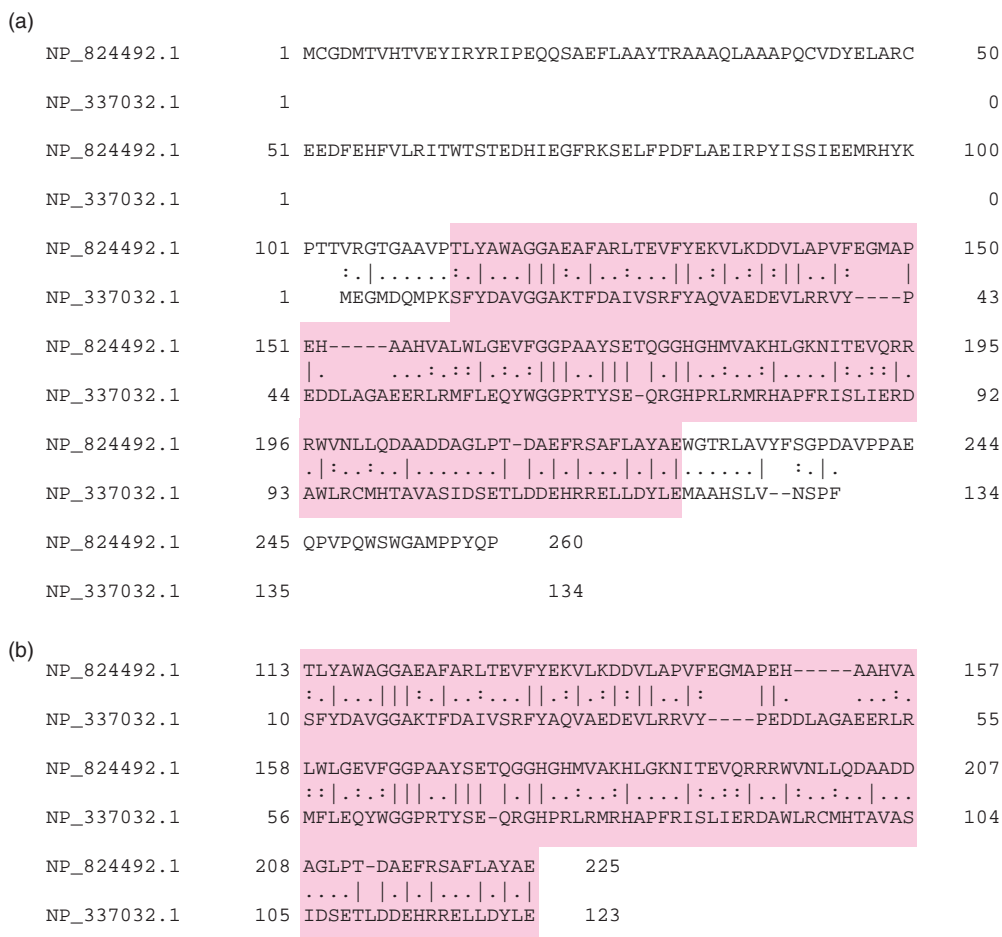 (a)
NP_824492.1 1 MCGDMTVHTVEYIRYRIPEQQSAEFLAAYTRAAAQLAAAPQCVDYELARC 50
NP_337032.1 1 0
NP_824492.1 51 EEDFEHFVLRITWTSTEDHIEGFRKSELFPDFLAEIRPYISSIEEMRHYK 100
NP_337032.1 1 0
NP_824492.1 101 PTTVRGTGAAVPTLYAWAGGAEAFARLTEVFYEKVLKDDVLAPVFEGMAP 150
:.|......:.|...|||:.|..:...||.:|.:|:||..|:    |
NP_337032.1 1 MEGMDQMPKSFYDAVGGAKTFDAIVSRFYAQVAEDEVLRRVY----P 43
NP_824492.1 151 EH-----AAHVALWLGEVFGGPAAYSETQGGHGHMVAKHLGKNITEVQRR 195
|.     ...:.::|.:.:|||..||| |.||..:..:|....|:.::|.
NP_337032.1 44 EDDLAGAEERLRMFLEQYWGGPRTYSE-QRGHPRLRMRHAPFRISLIERD 92
NP_824492.1 196 RWVNLLQDAADDAGLPT-DAEFRSAFLAYAEWGTRLAVYFSGPDAVPPAE 244
.|:..:..|.......| |.|.|...|.|.|......|  :.|.
NP_337032.1 93 AWLRCMHTAVASIDSETLDDEHRRELLDYLEMAAHSLV--NSPF 134
NP_824492.1 245 QPVPQWSWGAMPPYQP 260
NP_337032.1 135 134
(b)
NP_824492.1 113 TLYAWAGGAEAFARLTEVFYEKVLKDDVLAPVFEGMAPEH-----AAHVA 157
:.|...|||:.|..:...||.:|.:|:||..|:    ||.     ...:.
NP_337032.1 10 SFYDAVGGAKTFDAIVSRFYAQVAEDEVLRRVY----PEDDLAGAEERLR 55
NP_824492.1 158 LWLGEVFGGPAAYSETQGGHGHMVAKHLGKNITEVQRRRWVNLLQDAADD 207
::|.:.:|||..||| |.||..:..:|....|:.::|..|:..:..|...
NP_337032.1 56 MFLEQYWGGPRTYSE-QRGHPRLRMRHAPFRISLIERDAWLRCMHTAVAS 104
NP_824492.1 208 AGLPT-DAEFRSAFLAYAE 225
....| |.|.|...|.|.|
NP_337032.1 105 IDSETLDDEHRRELLDYLE 123